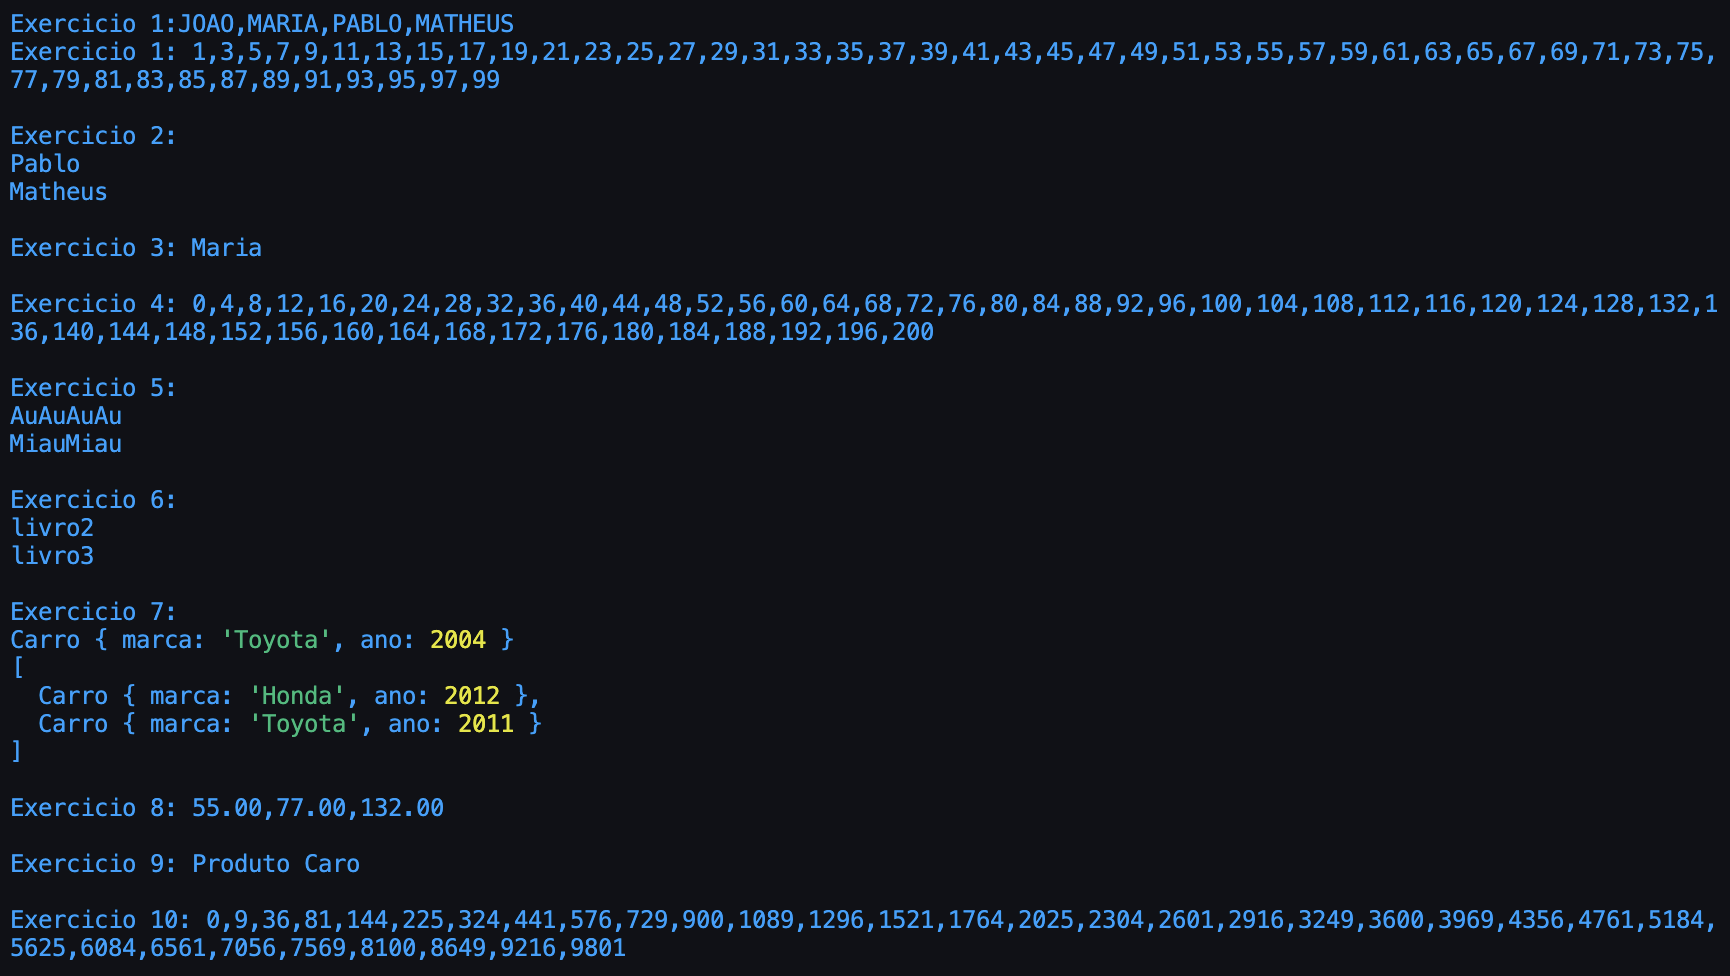 Exercicio 1:JOAO,MARIA,PABLO,MATHEUS
Exercicio 1: 1,3,5,7,9,11,13,15,17,19,21,23,25,27,29,31,33,35,37,39,41,43,45,47,49,51,53,55,57,59,61,63,65,67,69,71,73,75,
77,79,81,83,85,87,89,91,93,95,97,99
Exercicio 2:
Pablo
Matheus
Exercicio 3: Maria
Exercicio 4: 0,4,8,12,16,20,24,28,32,36,40,44,48,52,56,60,64,68,72,76,80,84,88,92,96,100,104,108,112,116,120,124,128,132,1
36,140,144,148,152,156,160,164,168,172,176,180,184,188,192,196,200
Exercicio 5:
AuAuAuAu
MiauMiau
Exercicio 6:
livro2
livro3
Exercicio 7:
Carro { marca: 'Toyota', ano: 2004 }
[
  Carro { marca: 'Honda', ano: 2012 },
  Carro { marca: 'Toyota', ano: 2011 }
]
Exercicio 8: 55.00,77.00,132.00
Exercicio 9: Produto Caro
Exercicio 10: 0,9,36,81,144,225,324,441,576,729,900,1089,1296,1521,1764,2025,2304,2601,2916,3249,3600,3969,4356,4761,5184,
5625,6084,6561,7056,7569,8100,8649,9216,9801